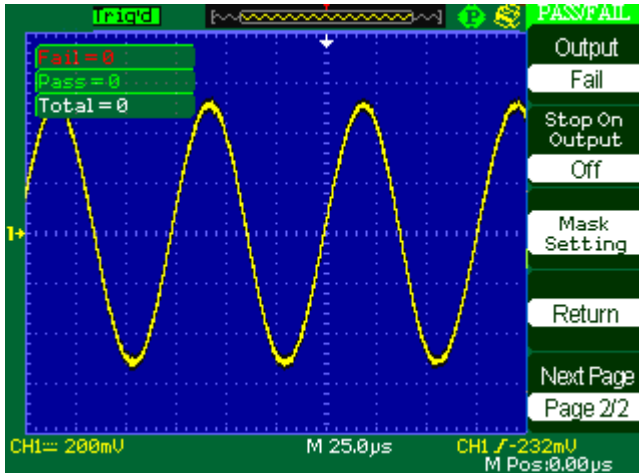 Trig'd
P
PASS/FAIL
Fail=0
Pass=0
Total=0
1
Output
Fail
Stop On
Output
Off
Mask
Setting
Return
Next Page
Page 2/2
CH1 200mV
M 25.0µs
CH1 -232mV
M Pos:0.00µs